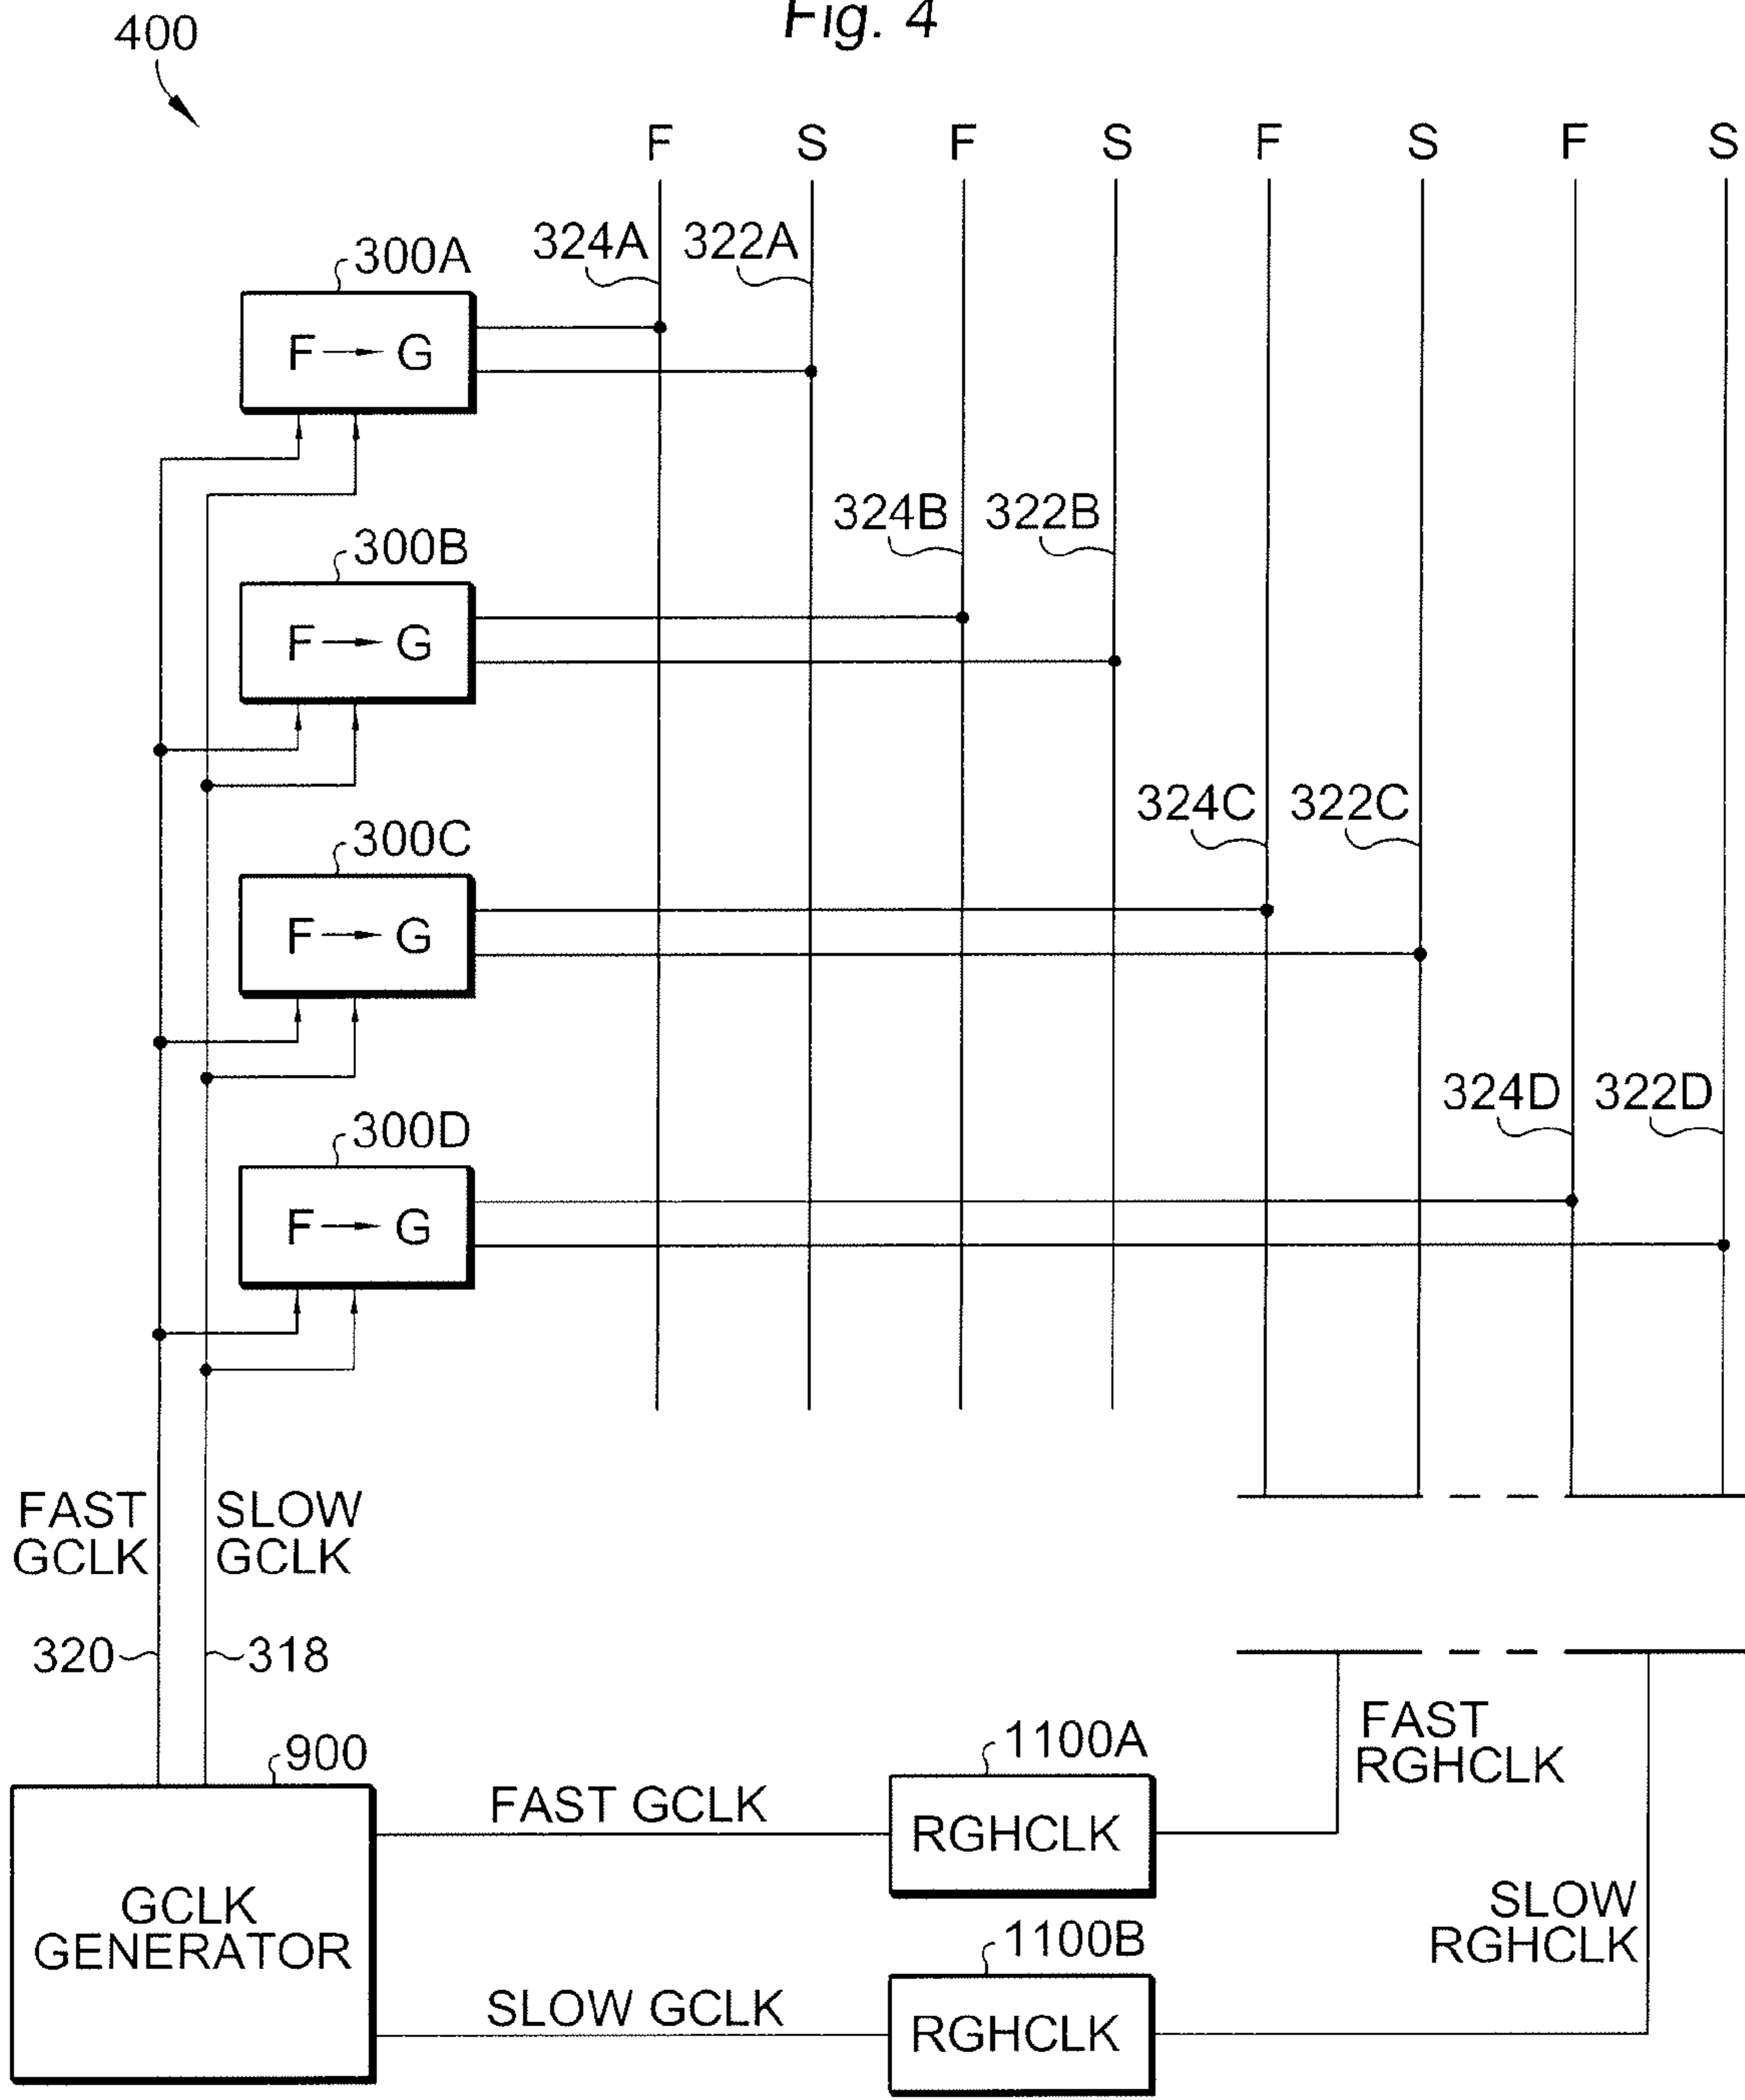 Fig. 4
400
F S F S F S F S
324A 322A
300A
F G
324B 322B
300B
F G
324C 322C
300C
F G
324D 322D
300D
F G
FAST
GCLK
SLOW
GCLK
320
318
900
GCLK
GENERATOR
FAST GCLK
SLOW GCLK
1100A
RGHCLK
1100B
RGHCLK
FAST
RGHCLK
SLOW
RGHCLK